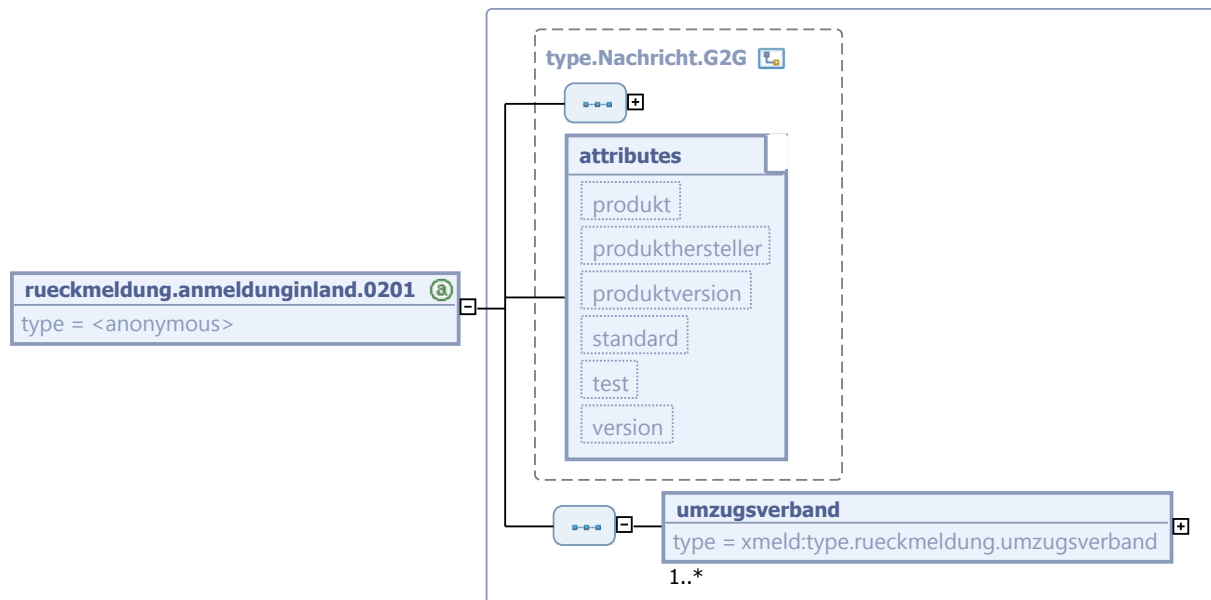 type.Nachricht.G2G
attributes
produkt
produkthersteller
produktversion
standard
test
version
rueckmeldung.anmeldunginland.0201 a
type = <anonymous>
umzugsverband
type = xmeld:type.rueckmeldung.umzugsverband
1..*